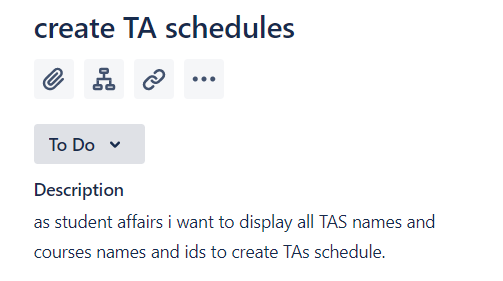 create TA schedules
To Do
Description
as student affairs i want to display all TAS names and
courses names and ids to create TAs schedule.